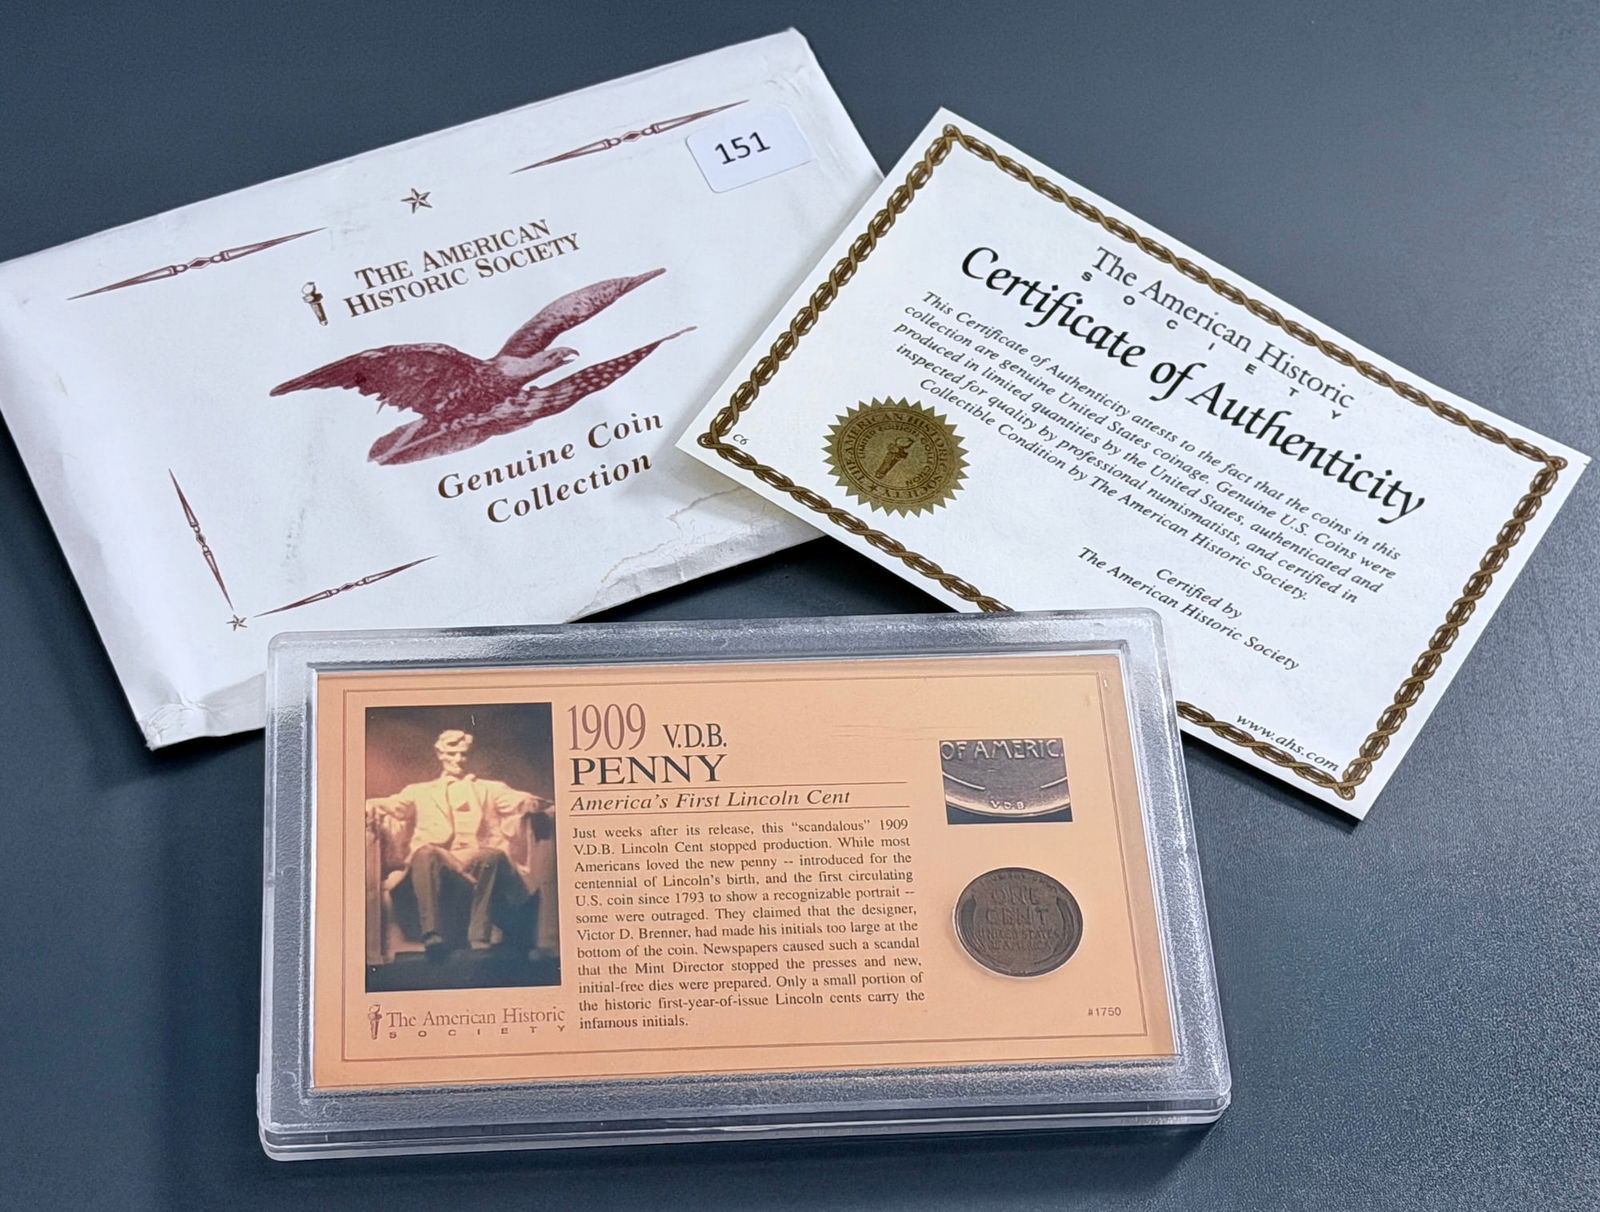 151
THE AMERICAN
HISTORIC SOCIETY
Genuine Coin
Collection
The American Historic
SOCIETY
Certificate of Authenticity
This Certificate of Authenticity attests to the fact that the coins in this
collection are genuine United States coinage. Genuine U.S. Coins were
produced in limited quantities by the United States, authenticated and
inspected for quality by professional numismatists, and certified in
Collectible Condition by The American Historic Society.
C6
THE AMERICAN HISTORIC SOCIETY
Certified by
The American Historic Society
www.ahs.com
1909 V.D.B.
PENNY
America's First Lincoln Cent
Just weeks after its release, this "scandalous" 1909
V.D.B. Lincoln Cent stopped production. While most
Americans loved the new penny -- introduced for the
centennial of Lincoln's birth, and the first circulating
U.S. coin since 1793 to show a recognizable portrait --
some were outraged. They claimed that the designer,
Victor D. Brenner, had made his initials too large at the
bottom of the coin. Newspapers caused such a scandal
that the Mint Director stopped the presses and new,
initial-free dies were prepared. Only a small portion of
the historic first-year-of-issue Lincoln cents carry the
infamous initials.
The American Historic
SOCIETY
OF AMERIC
V.D.B.
ONE
CENT
UNITED STATES
OF AMERICA
#1750